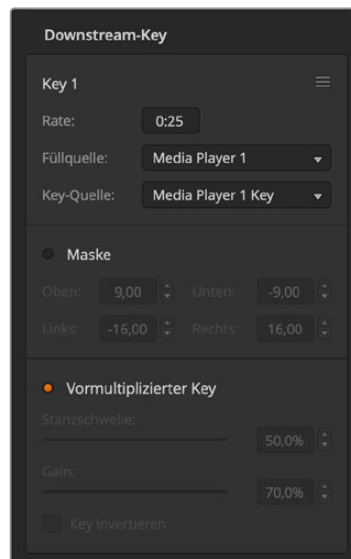 Downstream-Key
Key 1
Rate: 0:25
Füllquelle: Media Player 1
Key-Quelle: Media Player 1 Key
Maske
Oben: 9,00 Unten: -9,00
Links: -16,00 Rechts: 16,00
Vormultiplizierter Key
Stanzschwelle:
50,0%
Gain:
70,0%
Key invertieren